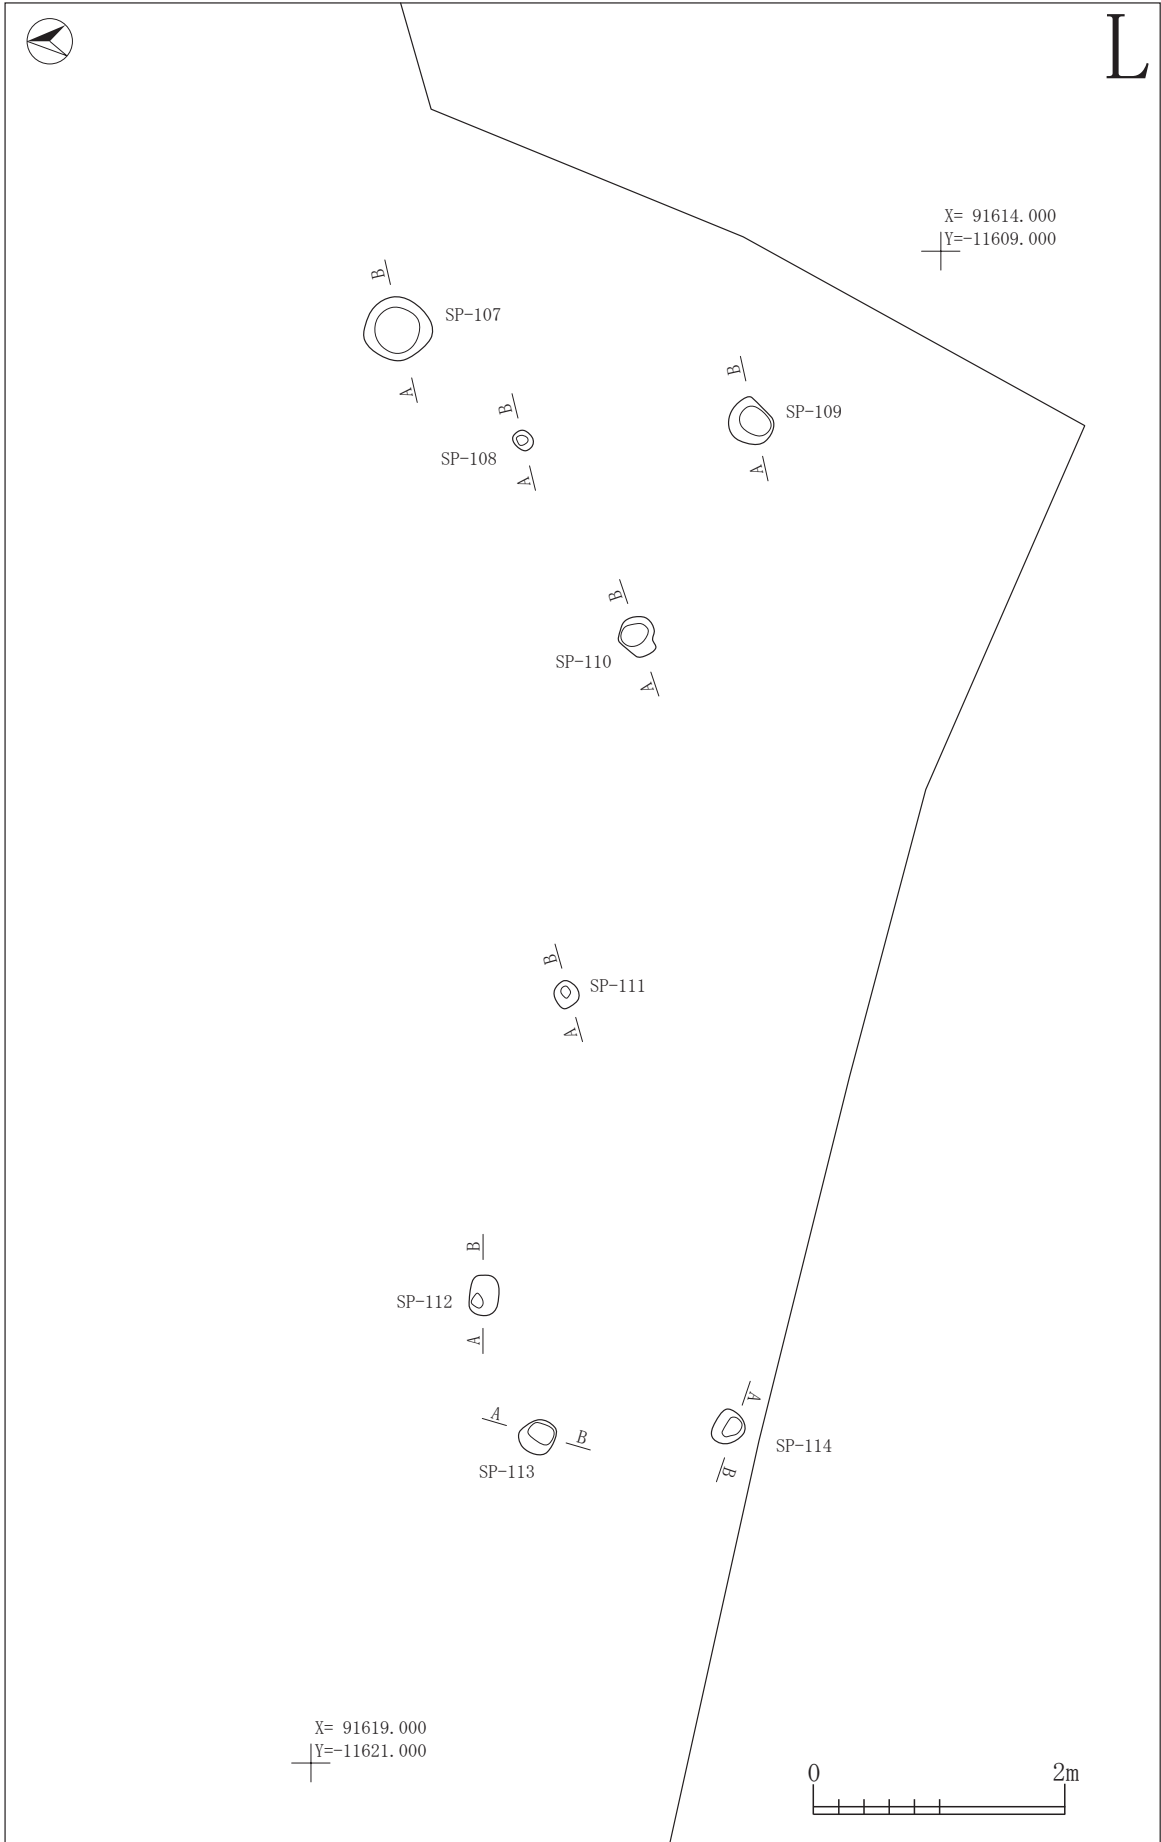 L
X= 91614.000
Y=-11609.000
B
SP-107
A
B
SP-108
A
B
SP-109
A
B
SP-110
A
B
SP-111
A
B
SP-112
A
A
B
SP-113
A
SP-114
B
X= 91619.000
Y=-11621.000
0 2m